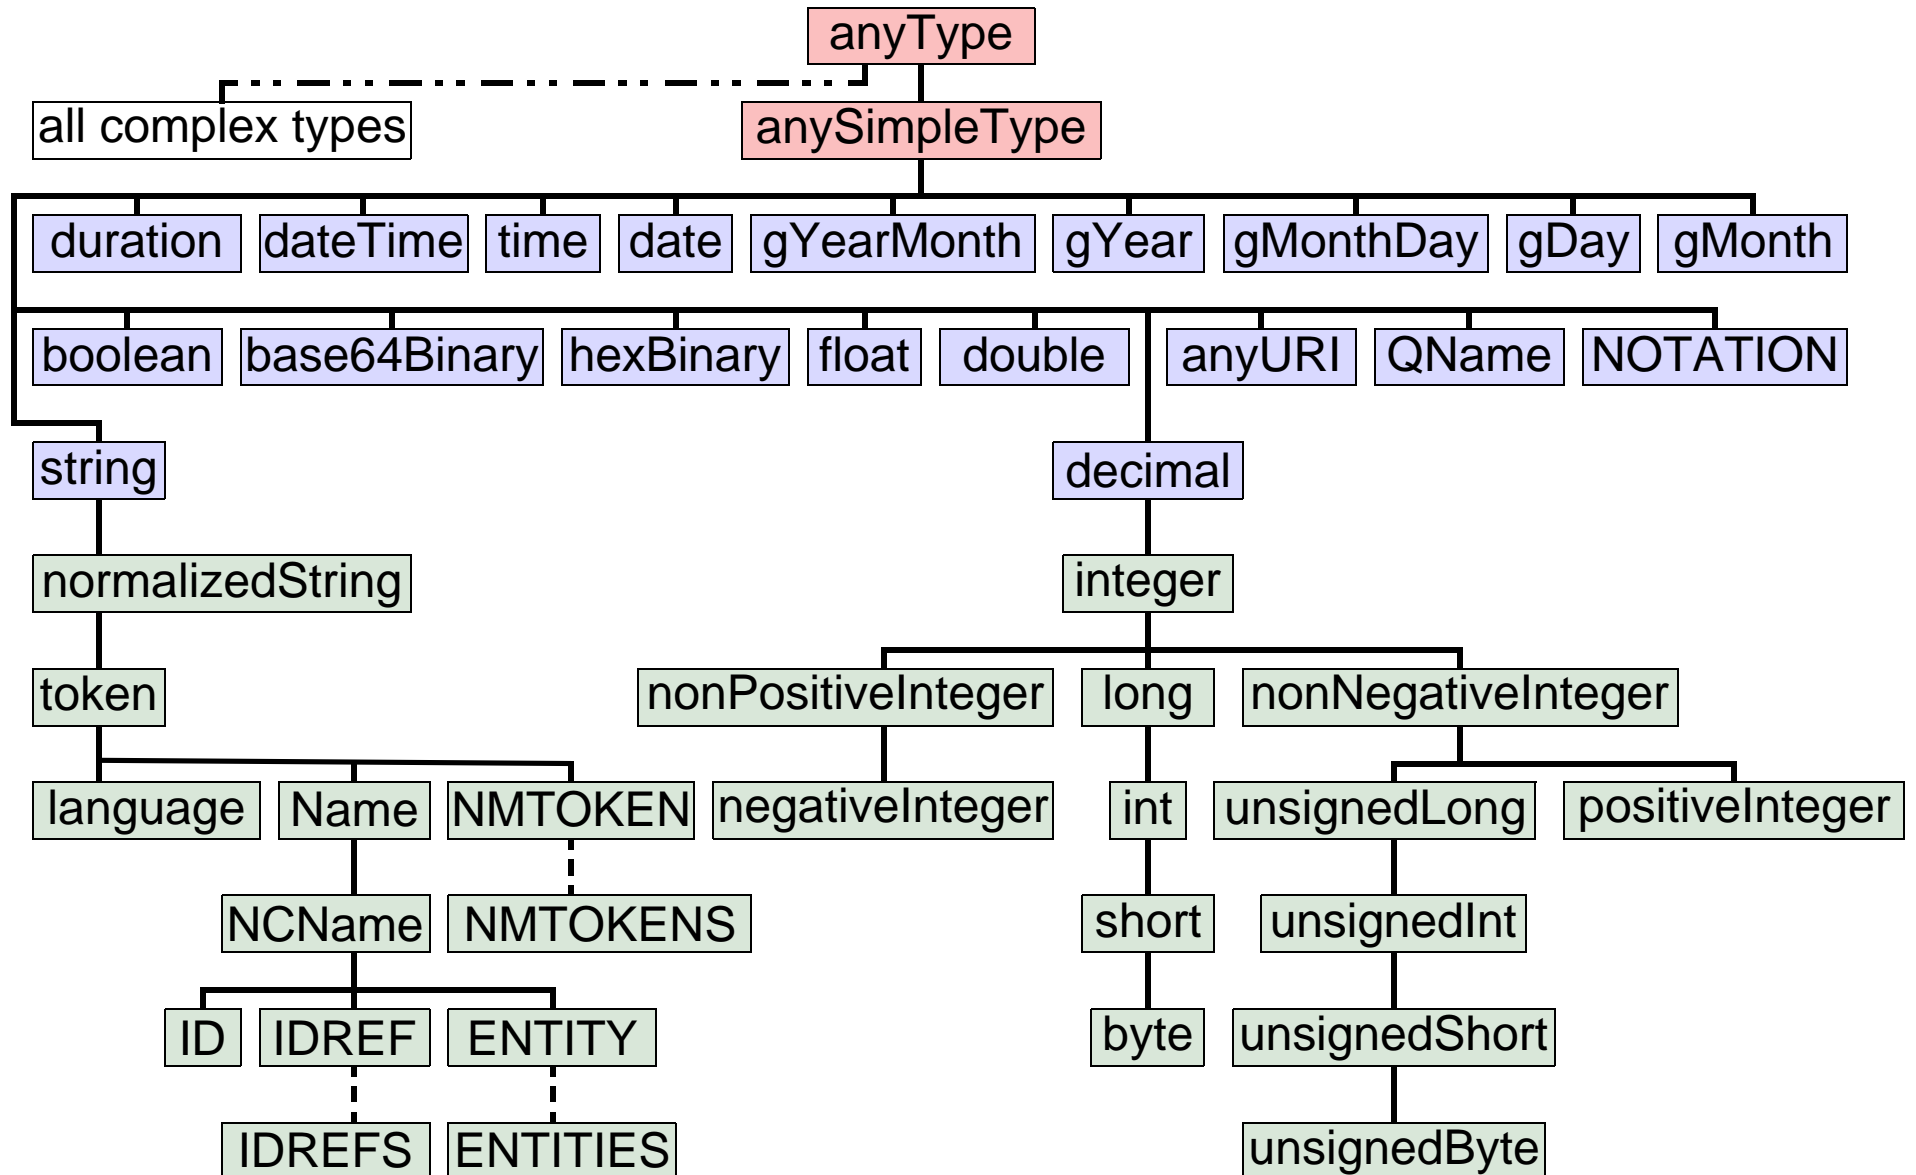 anyType
all complex types anySimpleType
duration dateTime time date gYearMonth gYear gMonthDay gDay gMonth
boolean base64Binary hexBinary float double anyURI QName NOTATION
string decimal
normalizedString integer
token nonPositiveInteger long nonNegativeInteger
language Name NMTOKEN negativeInteger int unsignedLong positiveInteger
NCName NMTOKENS short unsignedInt
ID IDREF ENTITY byte unsignedShort
IDREFS ENTITIES unsignedByte